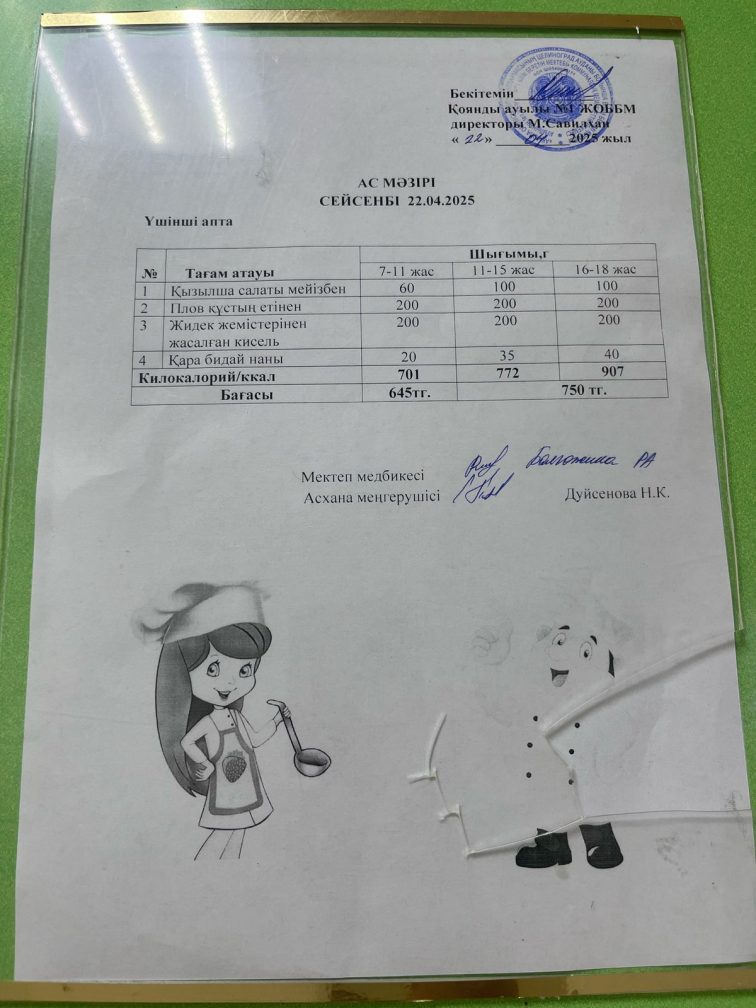 Бекітемін
Қоянды ауылы №1 ЖОББМ
директоры М.Савилхан
« 22 » 04 2025 жыл
АС МӘЗІРІ
СЕЙСЕНБІ 22.04.2025
Үшінші апта
№ Тағам атауы Шығымы,г
7-11 жас 11-15 жас 16-18 жас
1 Қызылша салаты мейізбен 60 100 100
2 Плов құстың етінен 200 200 200
3 Жидек жемістерінен 200 200 200
жасалған кисель
4 Қара бидай наны 20 35 40
Килокалорий/ккал 701 772 907
Бағасы 645тг. 750 тг.
Мектеп медбикесі
Асхана меңгерушісі Дуйсенова Н.К.